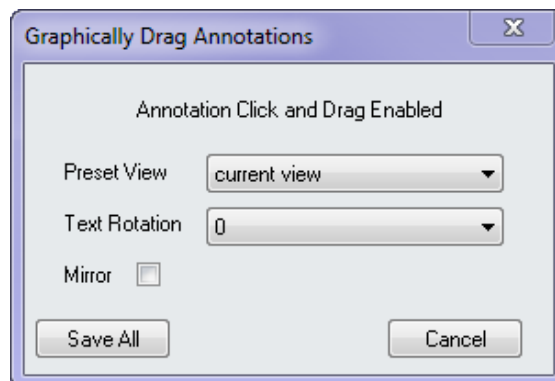 Graphically Drag Annotations
Annotation Click and Drag Enabled
Preset View current view
Text Rotation 0
Mirror
Save All Cancel